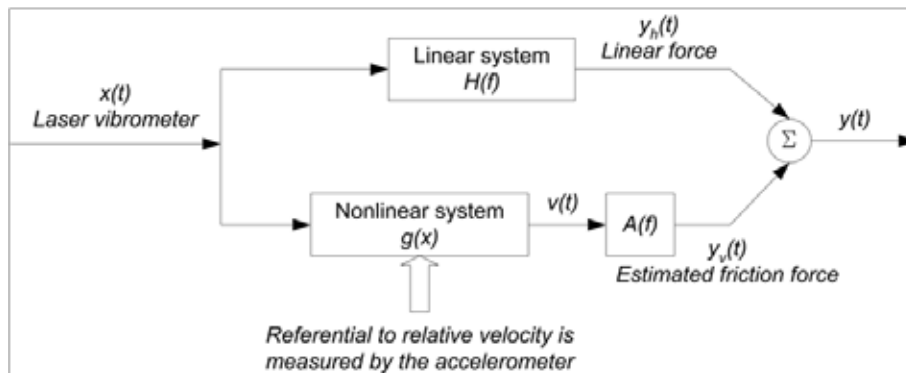 x(t)
Laser vibrometer
Linear system
H(f)
y_h(t)
Linear force
Σ
y(t)
Nonlinear system
g(x)
v(t)
A(f)
y_v(t)
Estimated friction force
Referential to relative velocity is
measured by the accelerometer